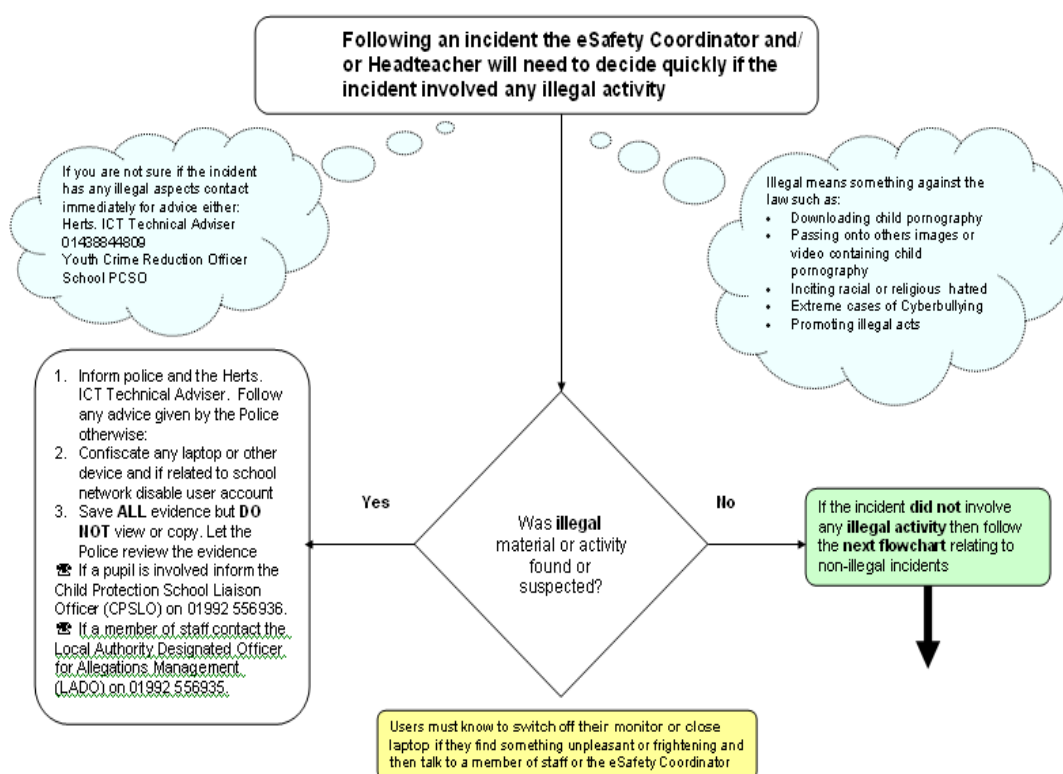 Following an incident the eSafety Coordinator and/
or Headteacher will need to decide quickly if the
incident involved any illegal activity
If you are not sure if the incident
has any illegal aspects contact
immediately for advice either:
Herts. ICT Technical Adviser
01438844809
Youth Crime Reduction Officer
School PCSO
Illegal means something against the
law such as:
• Downloading child pornography
• Passing onto others images or
video containing child
pornography
• Inciting racial or religious hatred
• Extreme cases of Cyberbullying
• Promoting illegal acts
1. Inform police and the Herts.
ICT Technical Adviser. Follow
any advice given by the Police
otherwise:
2. Confiscate any laptop or other
device and if related to school
network disable user account
3. Save ALL evidence but DO
NOT view or copy. Let the
Police review the evidence
☎ If a pupil is involved inform the
Child Protection School Liaison
Officer (CPSLO) on 01992 556936.
☎ If a member of staff contact the
Local Authority Designated Officer
for Allegations Management
(LADO) on 01992 556935.
Yes
Was illegal
material or activity
found or
suspected?
No
If the incident did not involve
any illegal activity then follow
the next flowchart relating to
non-illegal incidents
Users must know to switch off their monitor or close
laptop if they find something unpleasant or frightening and
then talk to a member of staff or the eSafety Coordinator